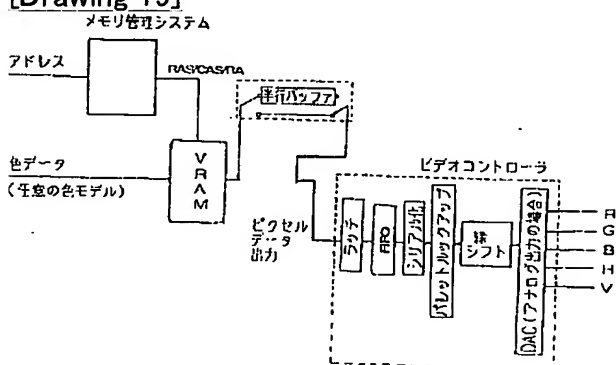 [Drawing 19]
メモリ管理システム
アドレス
RAS/CAS/RA
半行バッファ
色データ
(任意の色モデル)
VRAM
ビデオコントローラ
ピクセル
データ
出力
ラッチ
FIFO
シリアル化
パレットルックアップ
線
シフト
DAC(アナログ出力の場合)
R
G
B
H
V